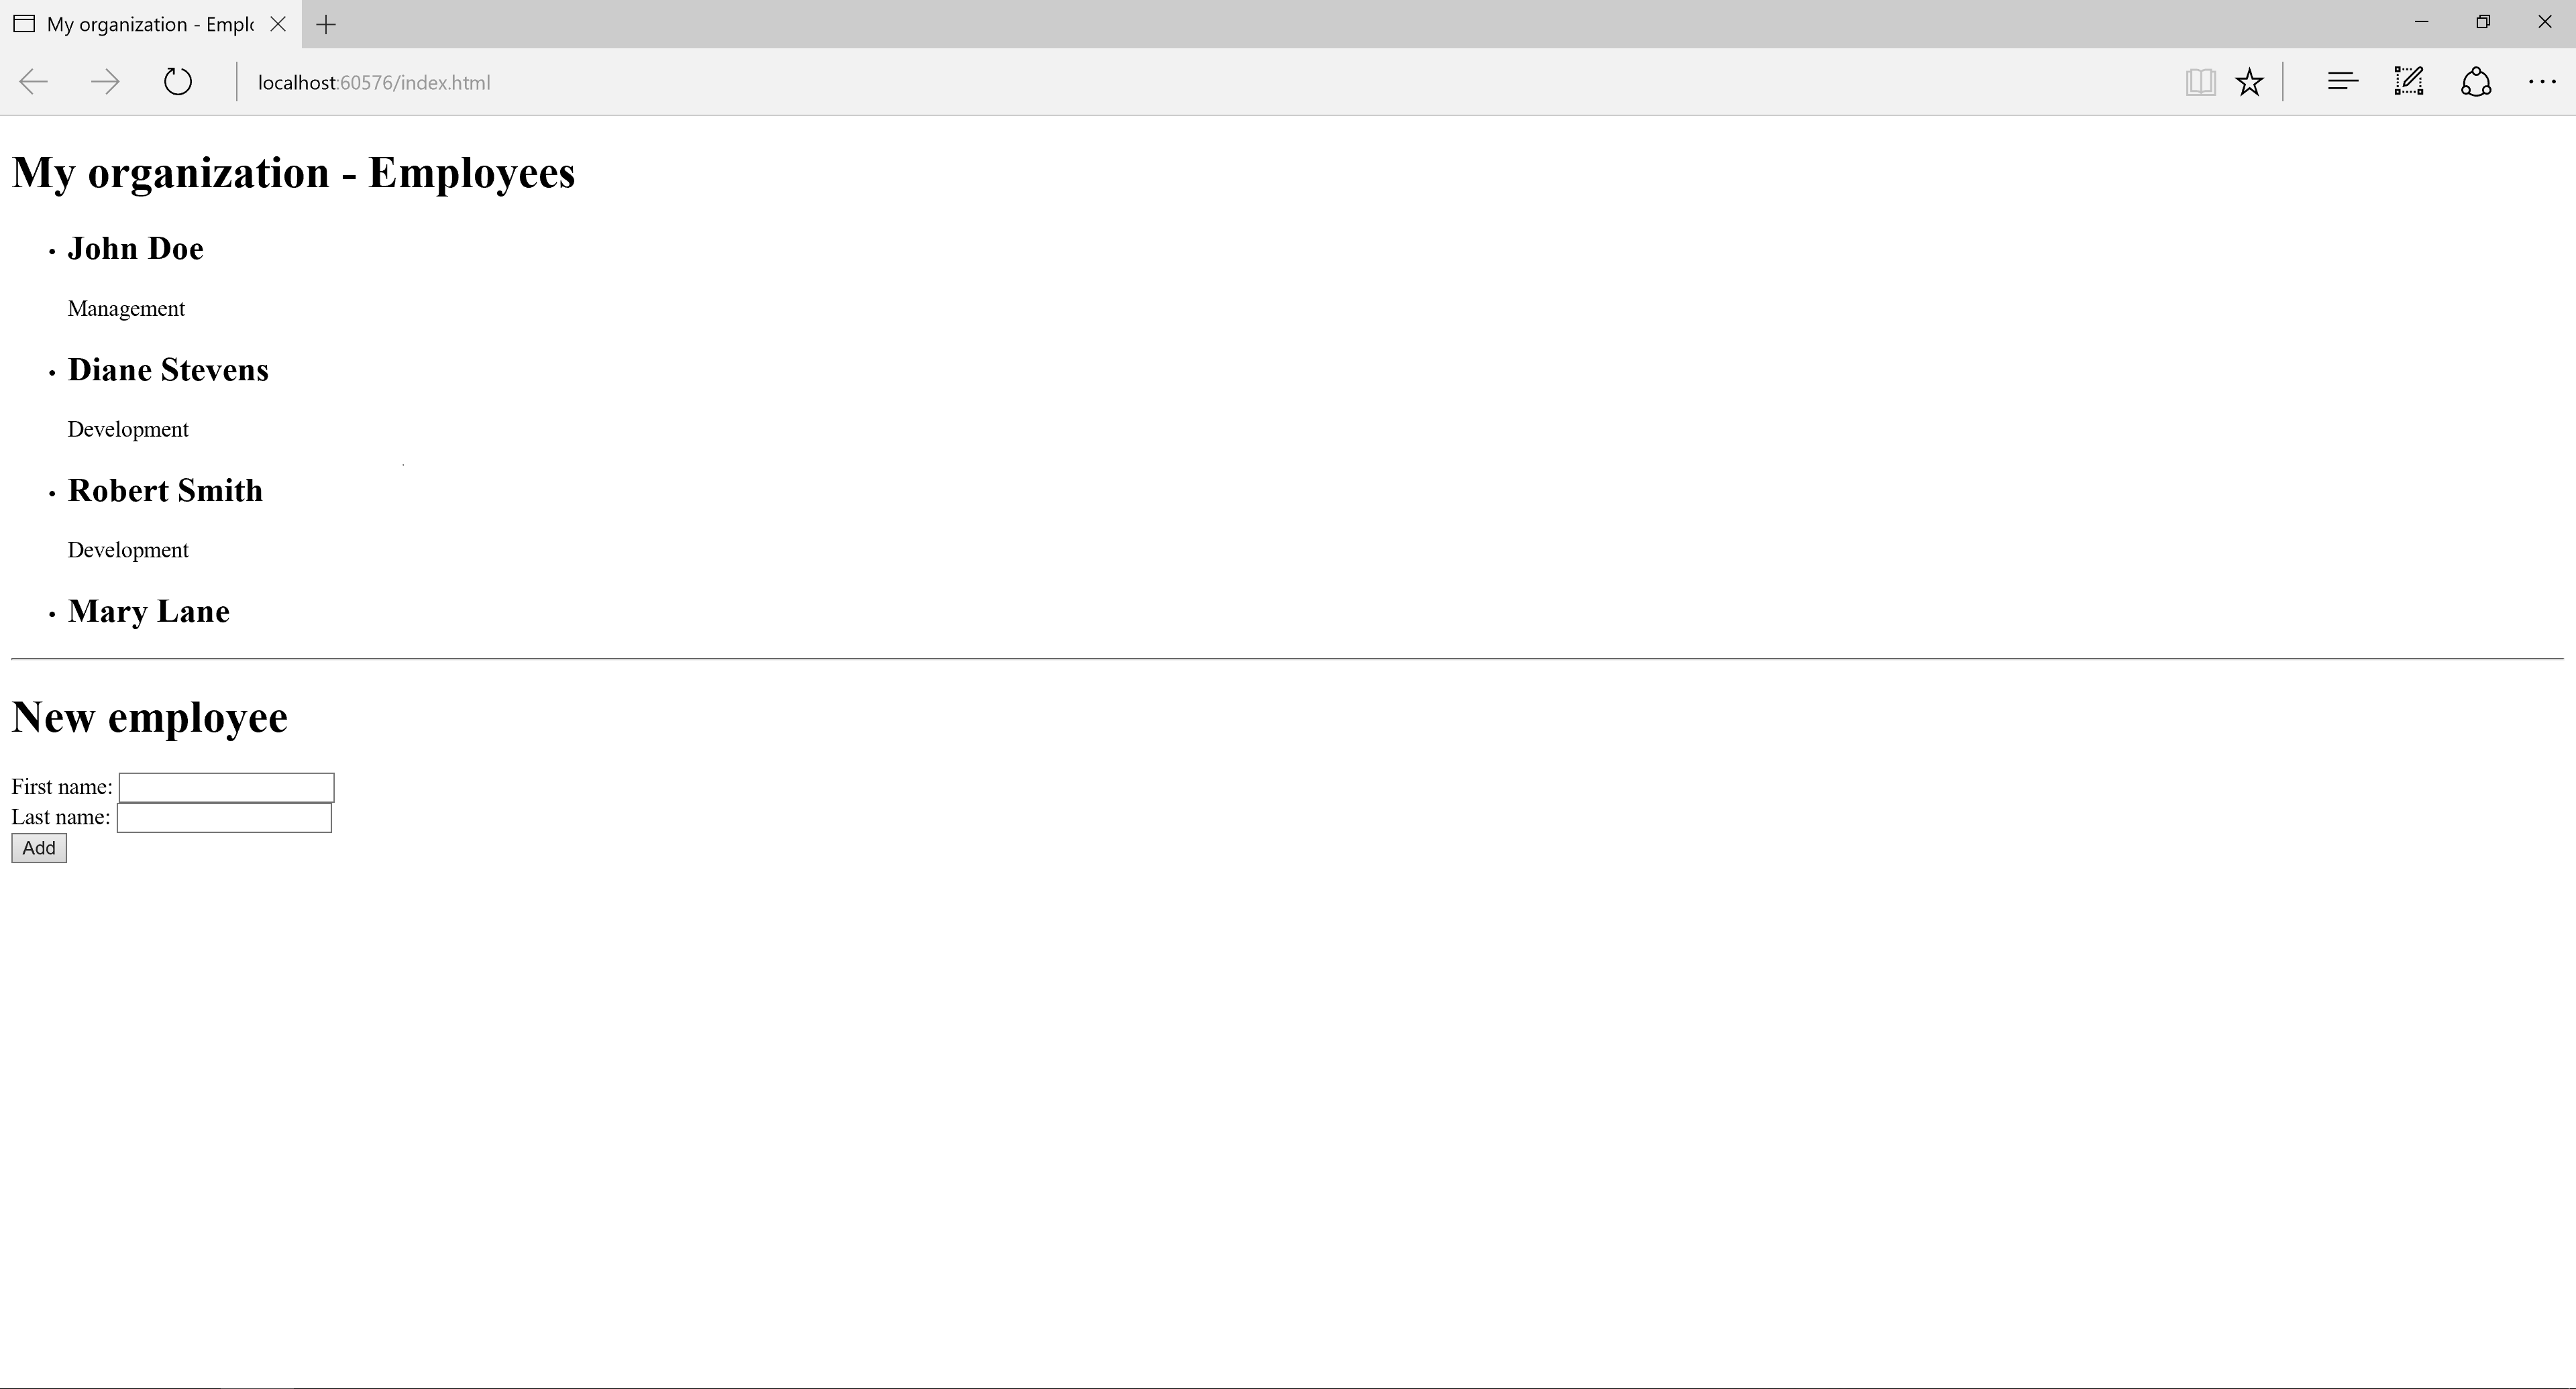 My organization - Emplo
localhost:60576/index.html
My organization - Employees
John Doe
Management
Diane Stevens
Development
Robert Smith
Development
Mary Lane
New employee
First name:
Last name:
Add